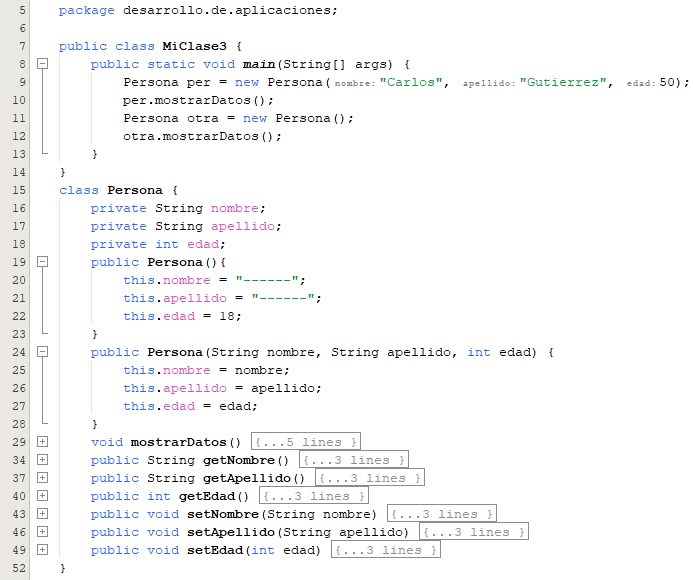 5 package desarrollo.de.aplicaciones;
6
7 public class MiClase3 {
8 public static void main(String[] args) {
9 Persona per = new Persona( nombre: "Carlos", apellido: "Gutierrez", edad: 50);
10 per.mostrarDatos();
11 Persona otra = new Persona();
12 otra.mostrarDatos();
13 }
14 }
15 class Persona {
16 private String nombre;
17 private String apellido;
18 private int edad;
19 public Persona(){
20 this.nombre = "------";
21 this.apellido = "------";
22 this.edad = 18;
23 }
24 public Persona(String nombre, String apellido, int edad) {
25 this.nombre = nombre;
26 this.apellido = apellido;
27 this.edad = edad;
28 }
29 void mostrarDatos() {...5 lines }
34 public String getNombre() {...3 lines }
37 public String getApellido() {...3 lines }
40 public int getEdad() {...3 lines }
43 public void setNombre(String nombre) {...3 lines }
46 public void setApellido(String apellido) {...3 lines }
49 public void setEdad(int edad) {...3 lines }
52 }